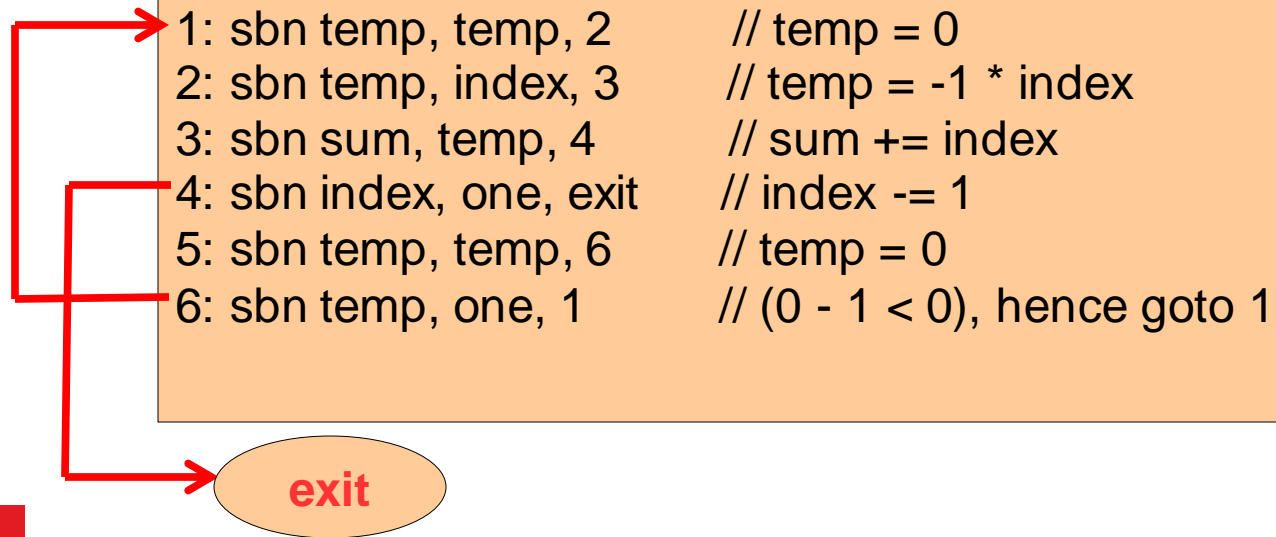 1: sbn temp, temp, 2 // temp = 0
2: sbn temp, index, 3 // temp = -1 * index
3: sbn sum, temp, 4 // sum += index
4: sbn index, one, exit // index -= 1
5: sbn temp, temp, 6 // temp = 0
6: sbn temp, one, 1 // (0 - 1 < 0), hence goto 1
exit